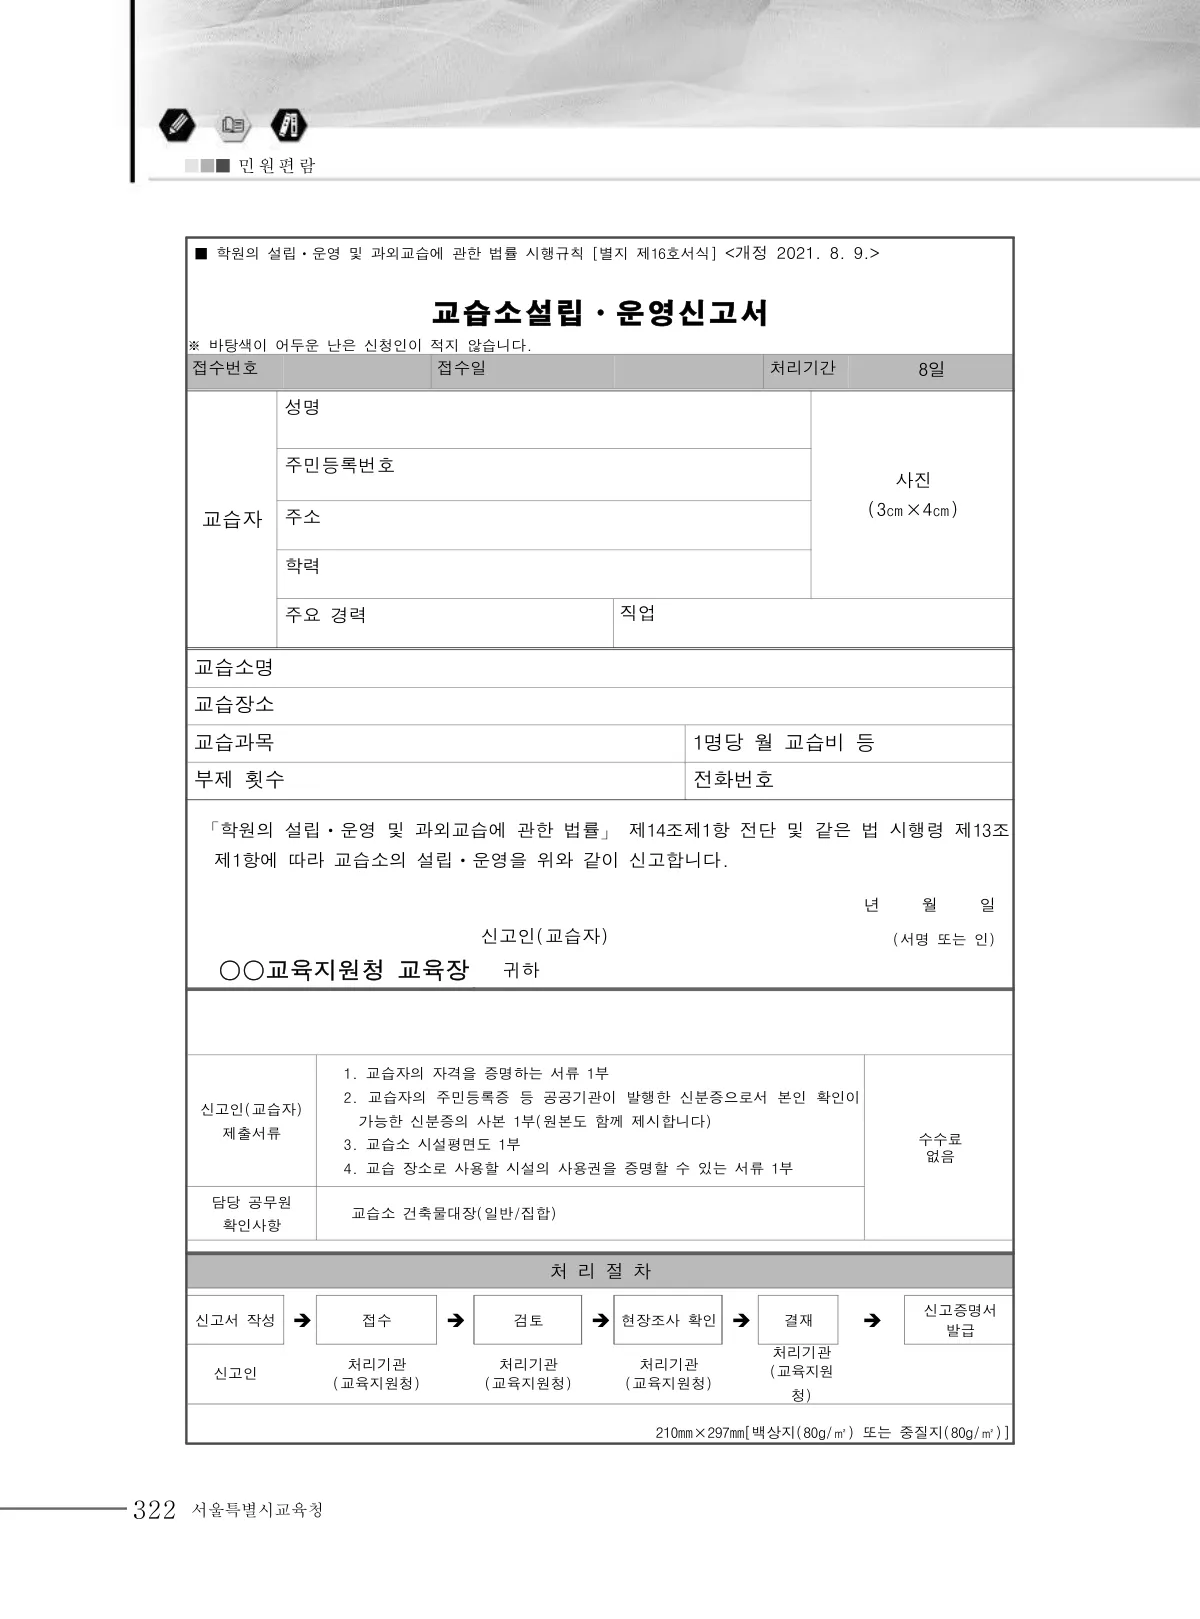 민원편람
■ 학원의 설립·운영 및 과외교습에 관한 법률 시행규칙 [별지 제16호서식] <개정 2021. 8. 9.>
교습소설립·운영신고서
※ 바탕색이 어두운 난은 신청인이 적지 않습니다.
접수번호 접수일 처리기간 8일
성명
주민등록번호
사진
(3㎝×4㎝)
교습자
주소
학력
주요 경력 직업
교습소명
교습장소
교습과목 1명당 월 교습비 등
부제 횟수 전화번호
「학원의 설립·운영 및 과외교습에 관한 법률」 제14조제1항 전단 및 같은 법 시행령 제13조
제1항에 따라 교습소의 설립·운영을 위와 같이 신고합니다.
년 월 일
신고인(교습자) (서명 또는 인)
○○교육지원청 교육장 귀하
신고인(교습자)
제출서류
1. 교습자의 자격을 증명하는 서류 1부
2. 교습자의 주민등록증 등 공공기관이 발행한 신분증으로서 본인 확인이
가능한 신분증의 사본 1부(원본도 함께 제시합니다)
3. 교습소 시설평면도 1부
4. 교습 장소로 사용할 시설의 사용권을 증명할 수 있는 서류 1부
수수료
없음
담당 공무원
확인사항
교습소 건축물대장(일반/집합)
처 리 절 차
신고서 작성 ➔ 접수 ➔ 검토 ➔ 현장조사 확인 ➔ 결재 ➔ 신고증명서
발급
신고인
처리기관
(교육지원청)
처리기관
(교육지원청)
처리기관
(교육지원청)
처리기관
(교육지원
청)
210㎜×297㎜[백상지(80g/㎡) 또는 중질지(80g/㎡)]
322 서울특별시교육청